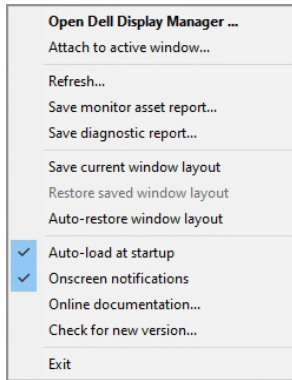 Open Dell Display Manager ...
Attach to active window...
Refresh...
Save monitor asset report...
Save diagnostic report...
Save current window layout
Restore saved window layout
Auto-restore window layout
Auto-load at startup
Onscreen notifications
Online documentation...
Check for new version...
Exit